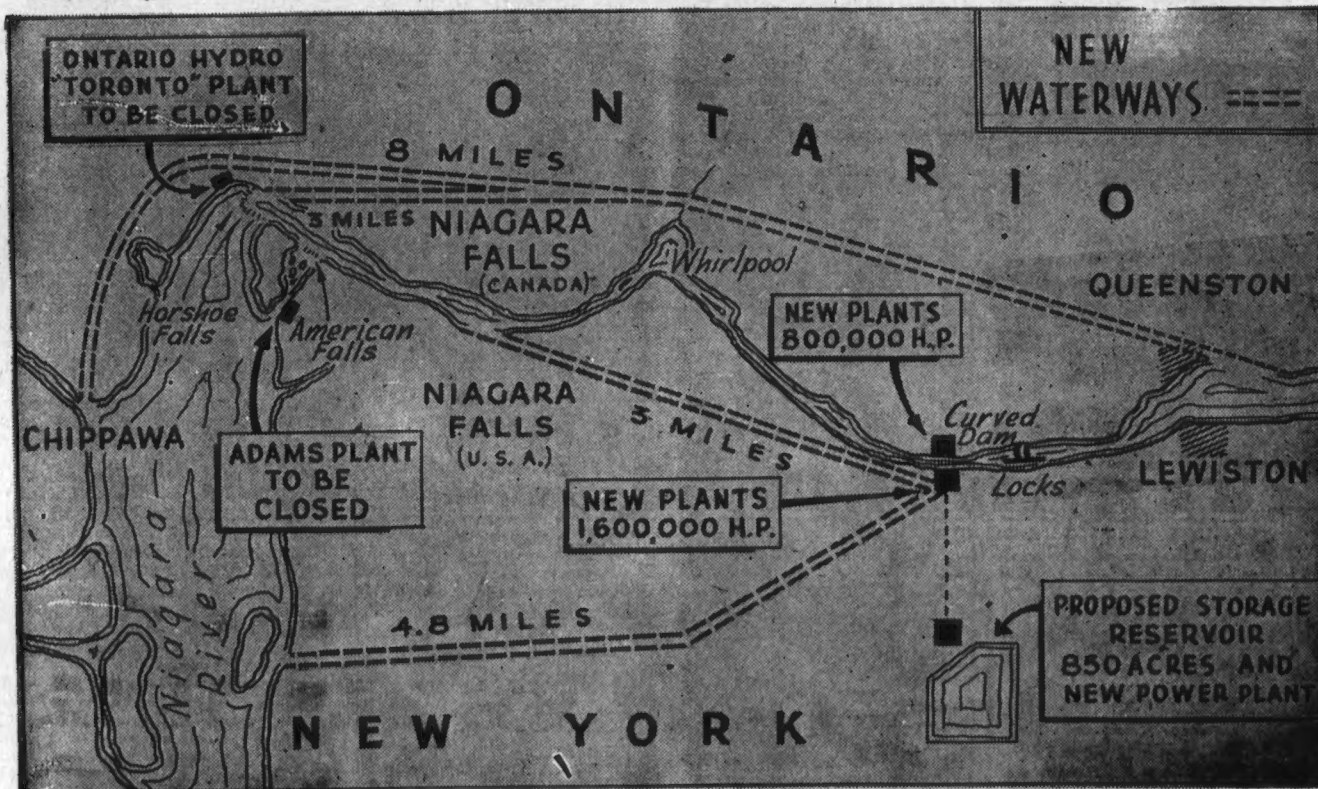 ONTARIO HYDRO
"TORONTO" PLANT
TO BE CLOSED
ONTARIO
NEW
WATERWAYS
8 MILES
3 MILES
NIAGARA
FALLS
(CANADA)
Whirlpool
QUEENSTON
Horshoe
Falls
American
Falls
NEW PLANTS
800,000 H.P.
NIAGARA
FALLS
(U.S.A.)
3 MILES
CHIPPAWA
ADAMS PLANT
TO BE
CLOSED
Curved
Dam
Locks
LEWISTON
NEW PLANTS
1,600,000 H.P.
Niagara
River
4.8 MILES
PROPOSED STORAGE
RESERVOIR
850 ACRES AND
NEW POWER PLANT
NEW YORK